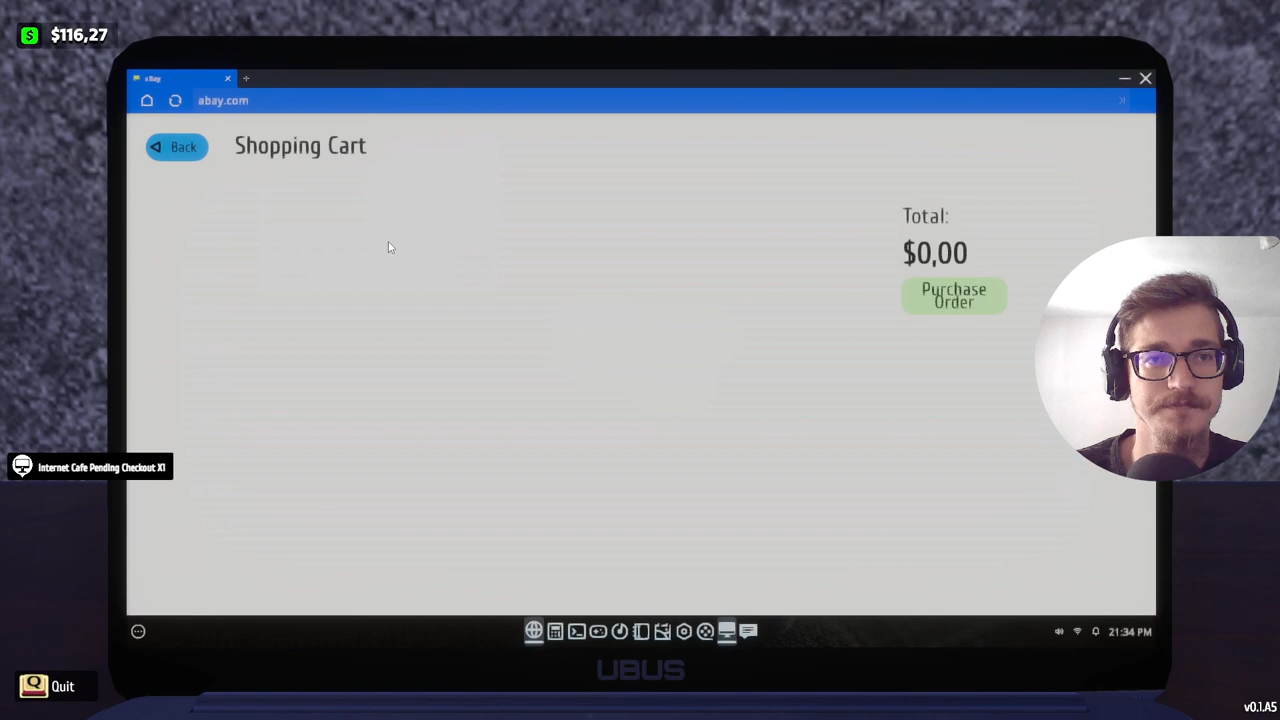 $ $116,27
aBay
abay.com
Back
Shopping Cart
Total:
$0,00
Purchase
Order
Internet Cafe Pending Checkout X1
21:34 PM
UBUS
Q Quit
v0.1.A5